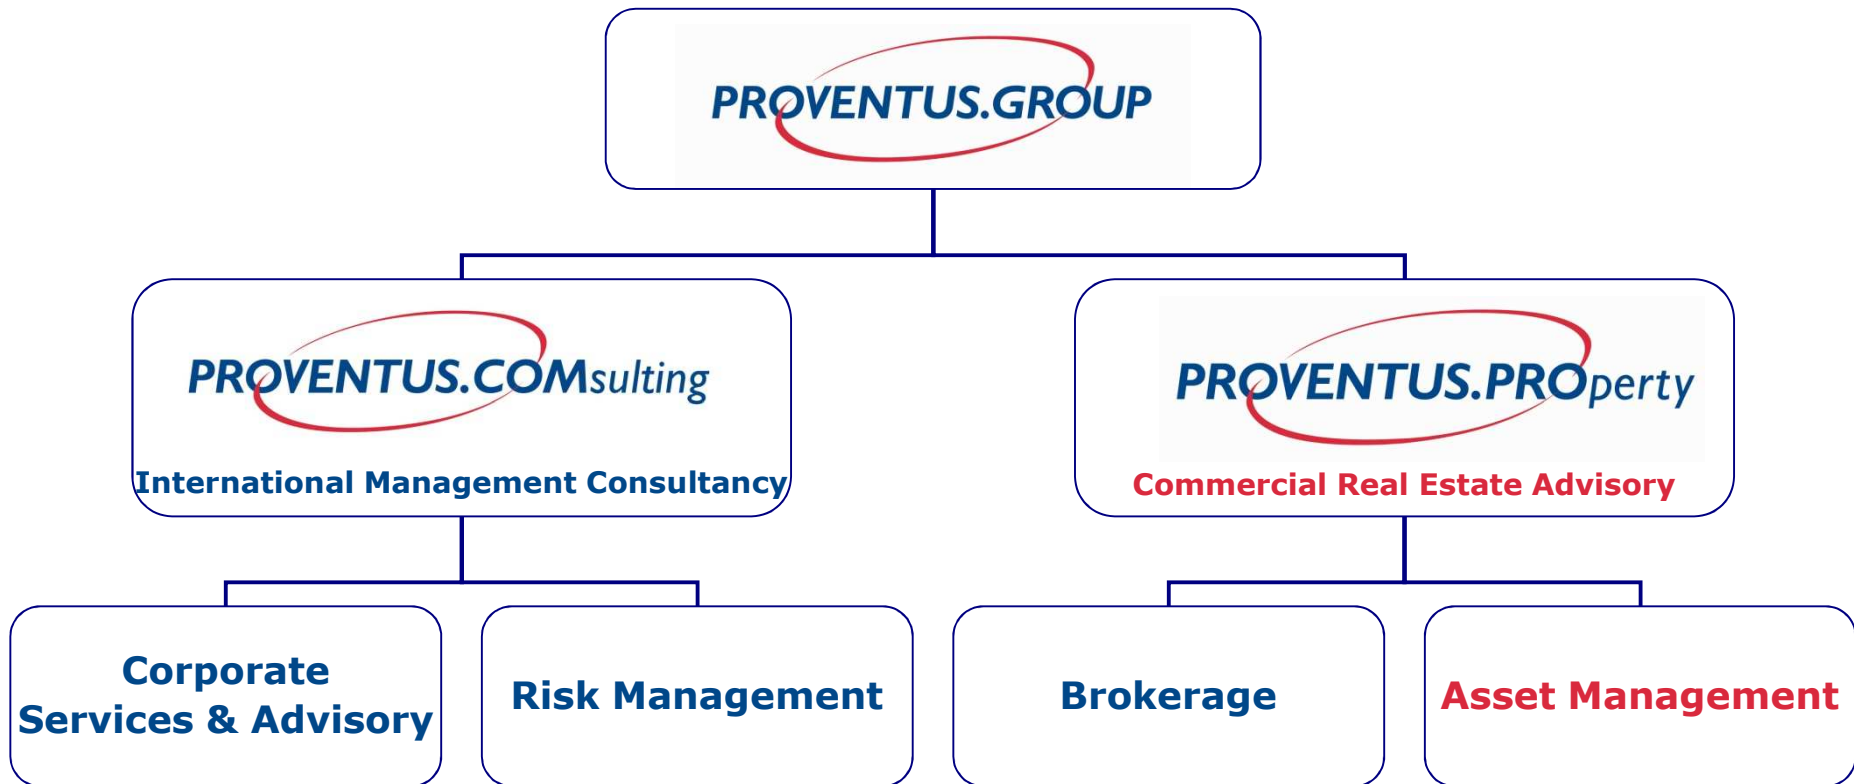 PROVENTUS.GROUP
PROVENTUS.COMsulting
International Management Consultancy
PROVENTUS.PROperty
Commercial Real Estate Advisory
Corporate
Services & Advisory
Risk Management
Brokerage
Asset Management